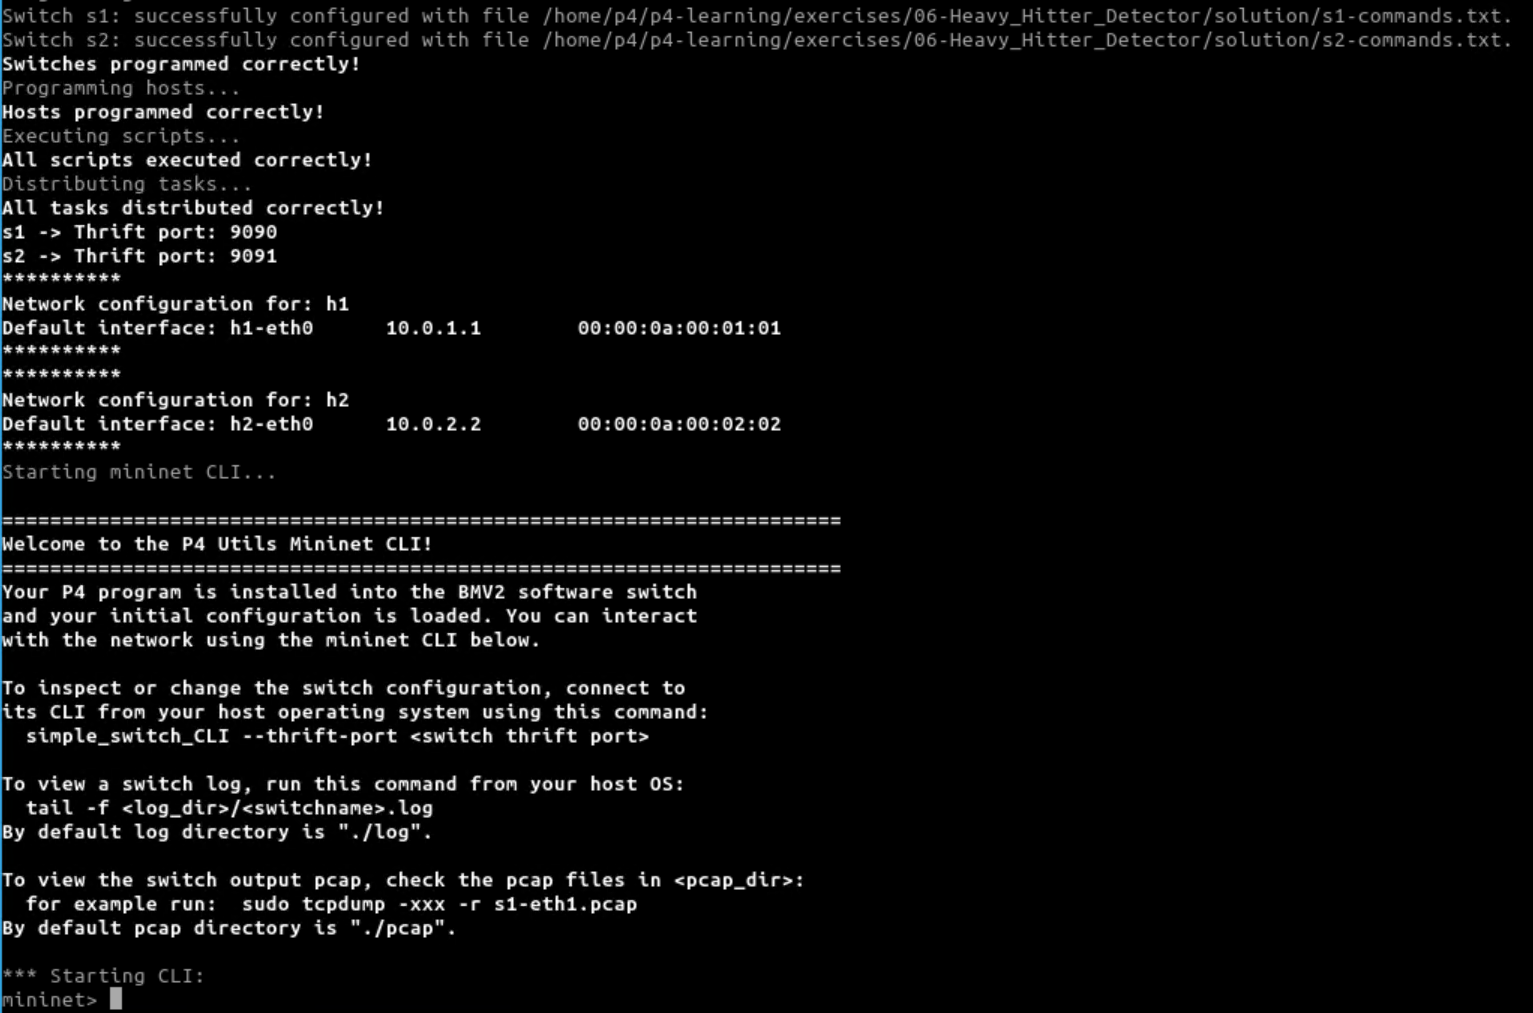 Switch s1: successfully configured with file /home/p4/p4-learning/exercises/06-Heavy_Hitter_Detector/solution/s1-commands.txt.
Switch s2: successfully configured with file /home/p4/p4-learning/exercises/06-Heavy_Hitter_Detector/solution/s2-commands.txt.
Switches programmed correctly!
Programming hosts...
Hosts programmed correctly!
Executing scripts...
All scripts executed correctly!
Distributing tasks...
All tasks distributed correctly!
s1 -> Thrift port: 9090
s2 -> Thrift port: 9091
**********
Network configuration for: h1
Default interface: h1-eth0      10.0.1.1        00:00:0a:00:01:01
**********
**********
Network configuration for: h2
Default interface: h2-eth0      10.0.2.2        00:00:0a:00:02:02
**********
Starting mininet CLI...
======================================================================
Welcome to the P4 Utils Mininet CLI!
======================================================================
Your P4 program is installed into the BMV2 software switch
and your initial configuration is loaded. You can interact
with the network using the mininet CLI below.
To inspect or change the switch configuration, connect to
its CLI from your host operating system using this command:
  simple_switch_CLI --thrift-port <switch thrift port>
To view a switch log, run this command from your host OS:
  tail -f <log_dir>/<switchname>.log
By default log directory is "./log".
To view the switch output pcap, check the pcap files in <pcap_dir>:
  for example run:  sudo tcpdump -xxx -r s1-eth1.pcap
By default pcap directory is "./pcap".
*** Starting CLI:
mininet>